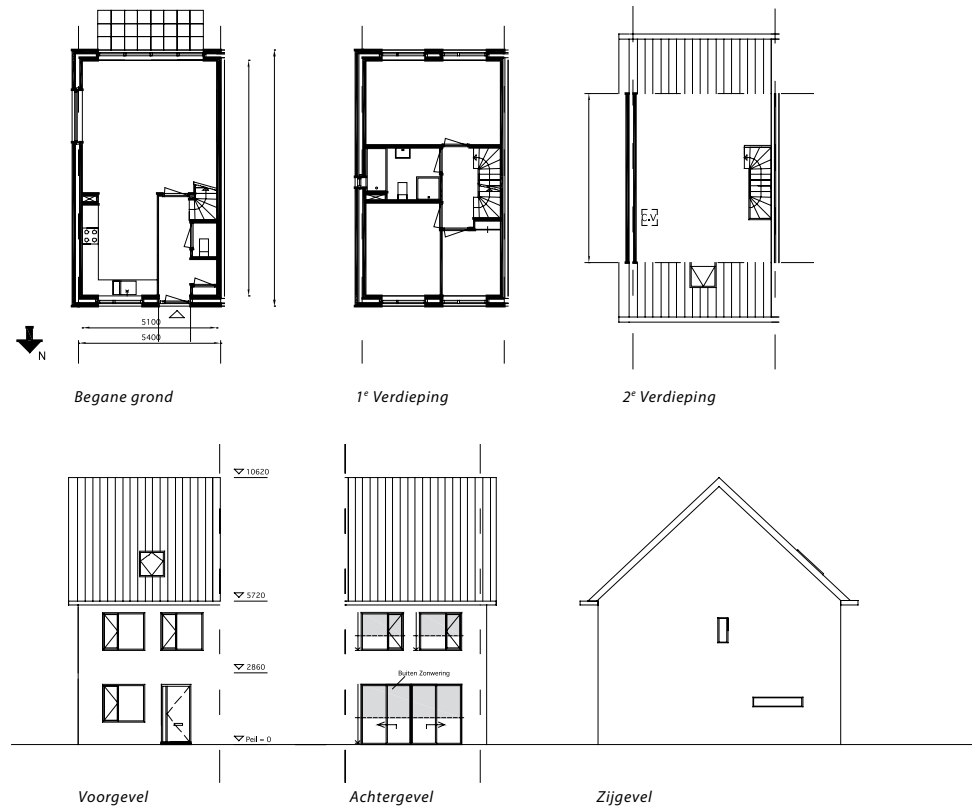 C.V
5100
5400
N
Begane grond
1e Verdieping
2e Verdieping
10620
5720
2860
Buiten Zonwering
Peil = 0
Voorgevel
Achtergevel
Zijgevel